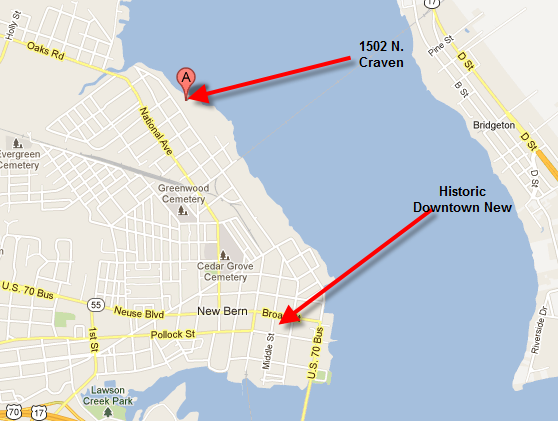 Holly St
Oaks Rd
17
1502 N.
Craven
A
Pine St
D St
B St
National Ave
Bridgeton
D St
Evergreen
Cemetery
D St
Greenwood
Cemetery
Historic
Downtown New
Cedar Grove
Cemetery
U.S. 70 Bus
55
Neuse Blvd
New Bern
Broad St
Pollock St
1st St
Middle St
U.S. 70 Bus
Riverside Dr
Lawson
Creek Park
70
17